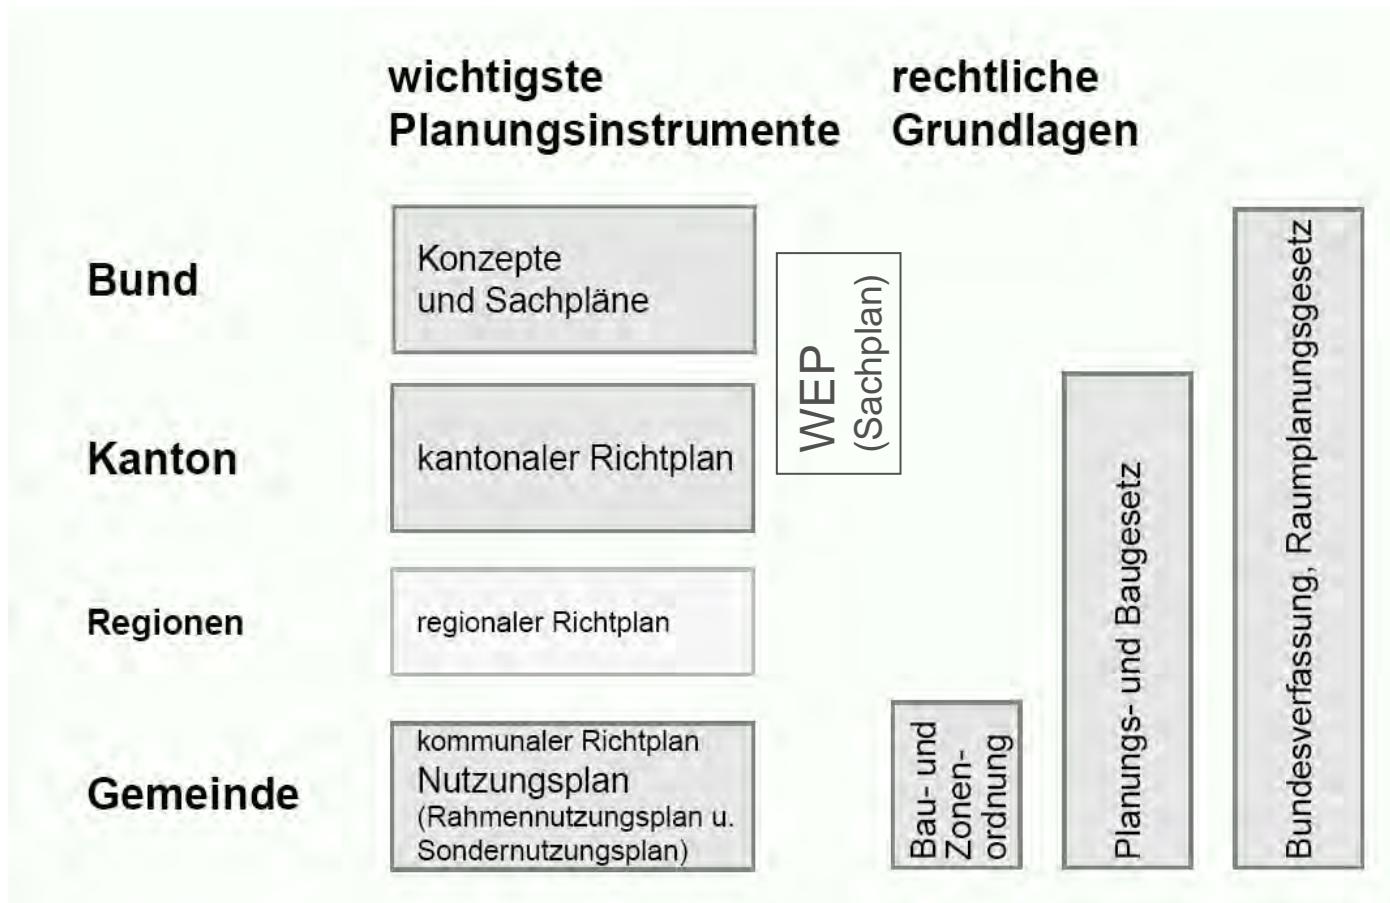 wichtigste
Planungsinstrumente
rechtliche
Grundlagen
Bund
Konzepte
und Sachpläne
WEP
(Sachplan)
Kanton
kantonaler Richtplan
Regionen
regionaler Richtplan
Gemeinde
kommunaler Richtplan
Nutzungsplan
(Rahmennutzungsplan u.
Sondernutzungsplan)
Bau- und
Zonen-
ordnung
Planungs- und Baugesetz
Bundesverfassung, Raumplanungsgesetz